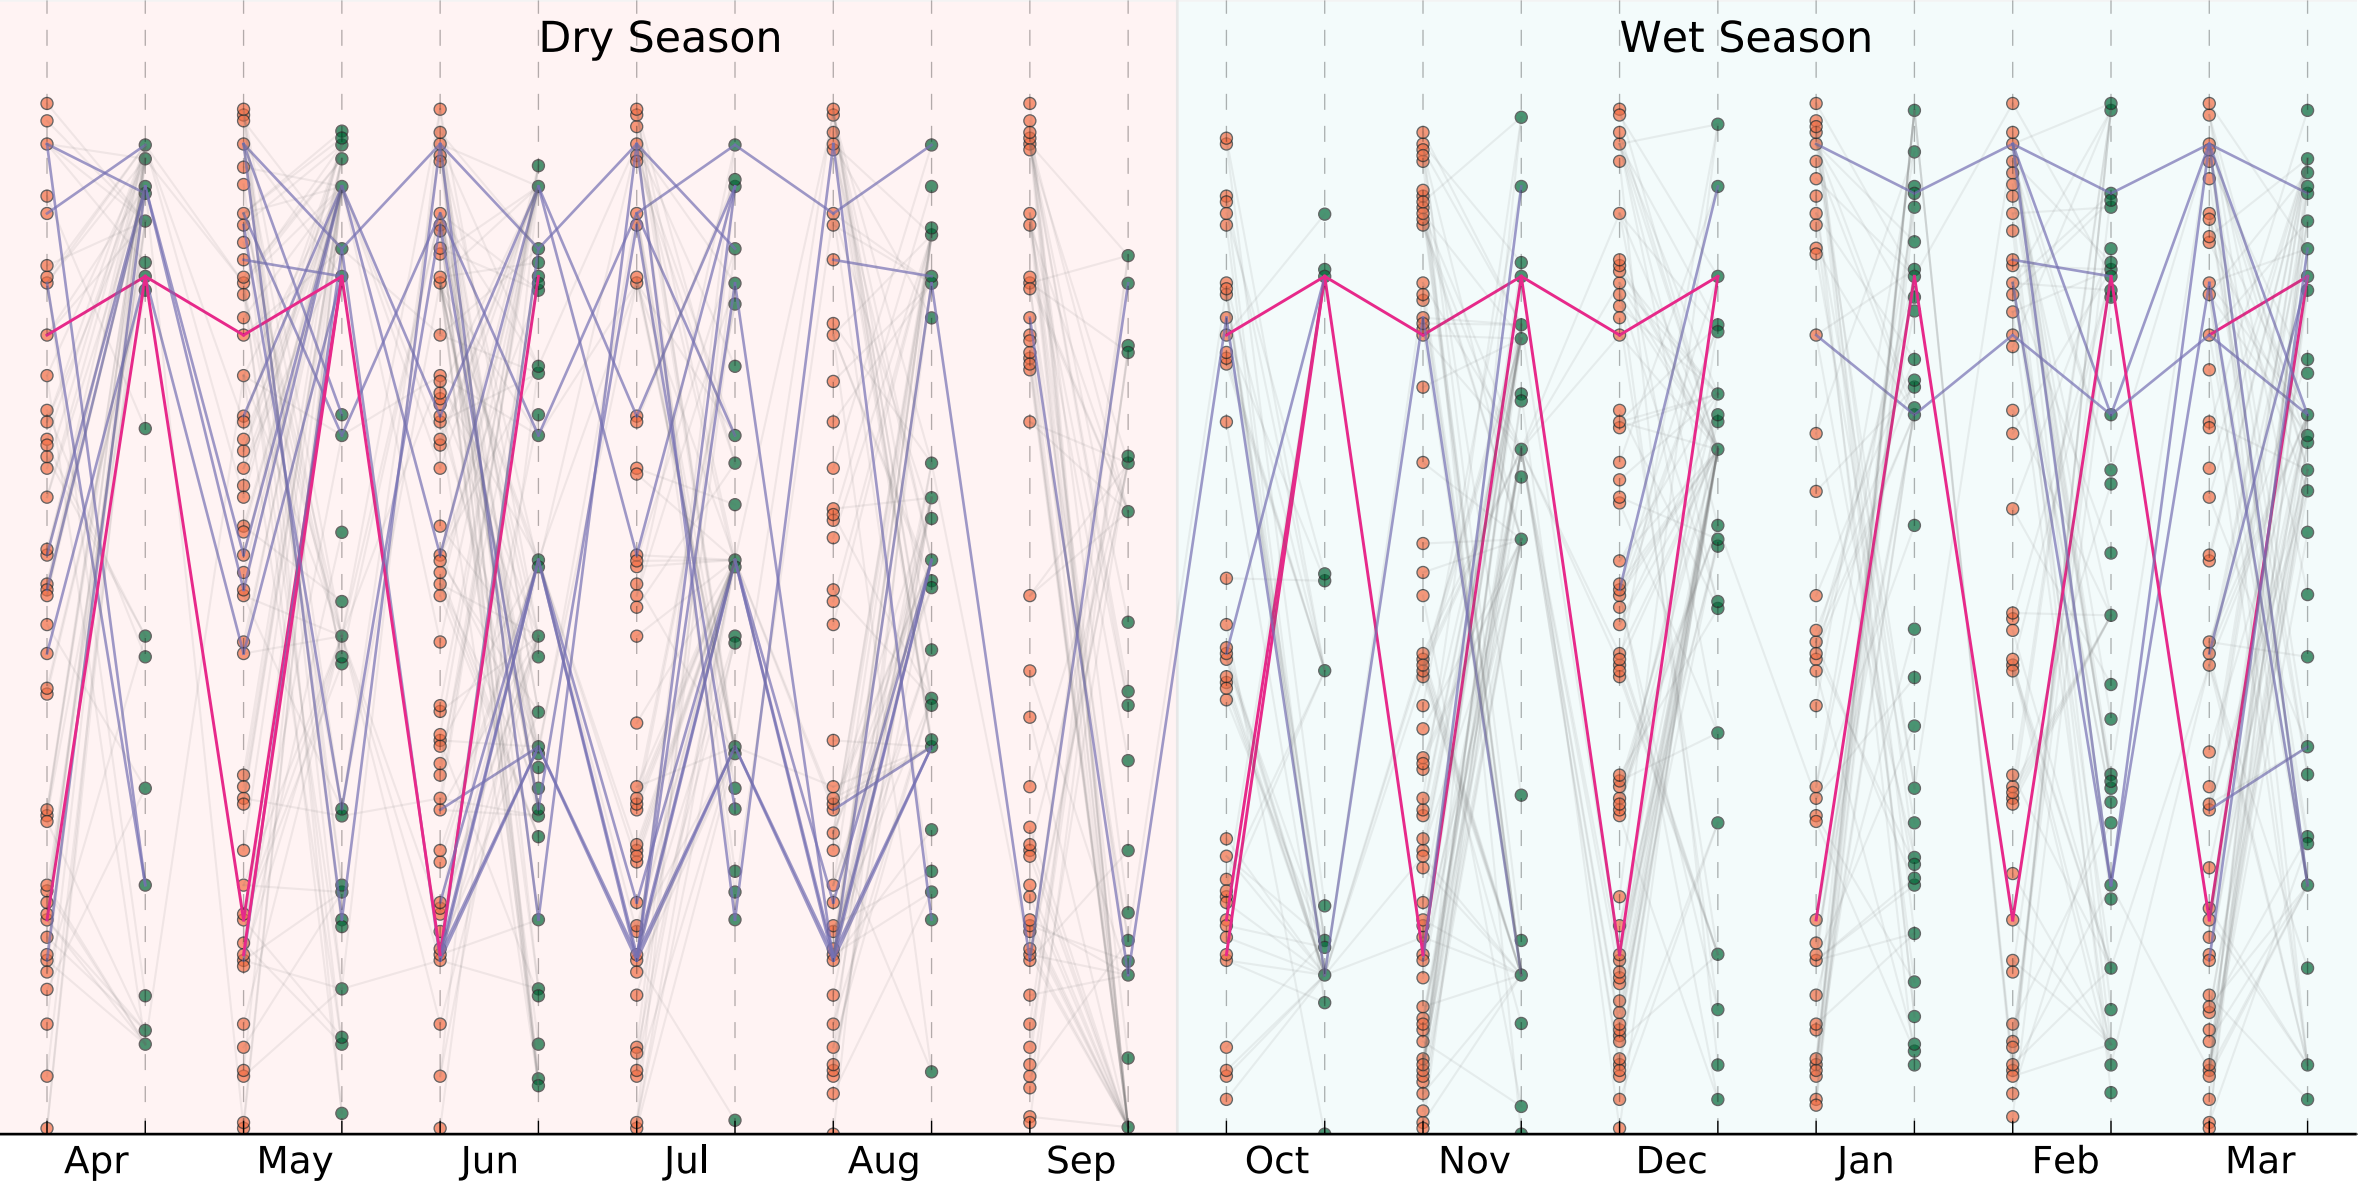 Dry Season
Wet Season
Apr
May
Jun
Jul
Aug
Sep
Oct
Nov
Dec
Jan
Feb
Mar